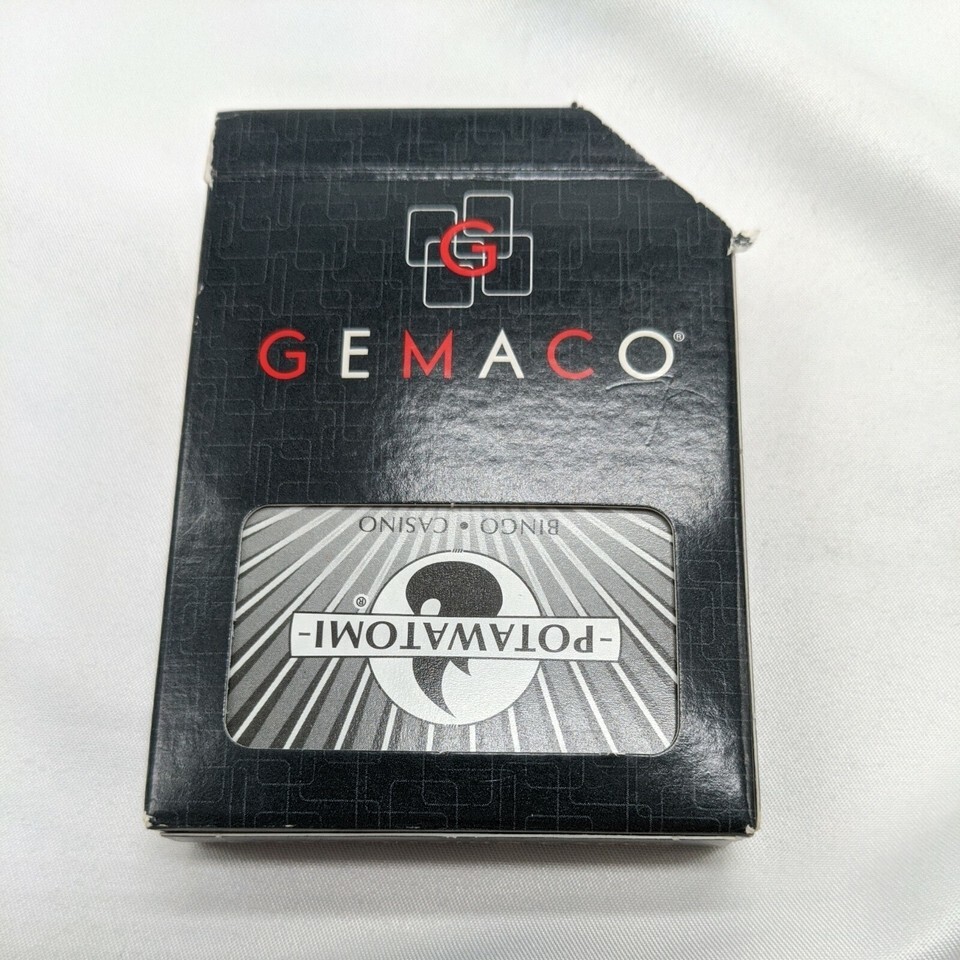 G
GEMACO®
BINGO • CASINO
-POTAWATOMI-
®